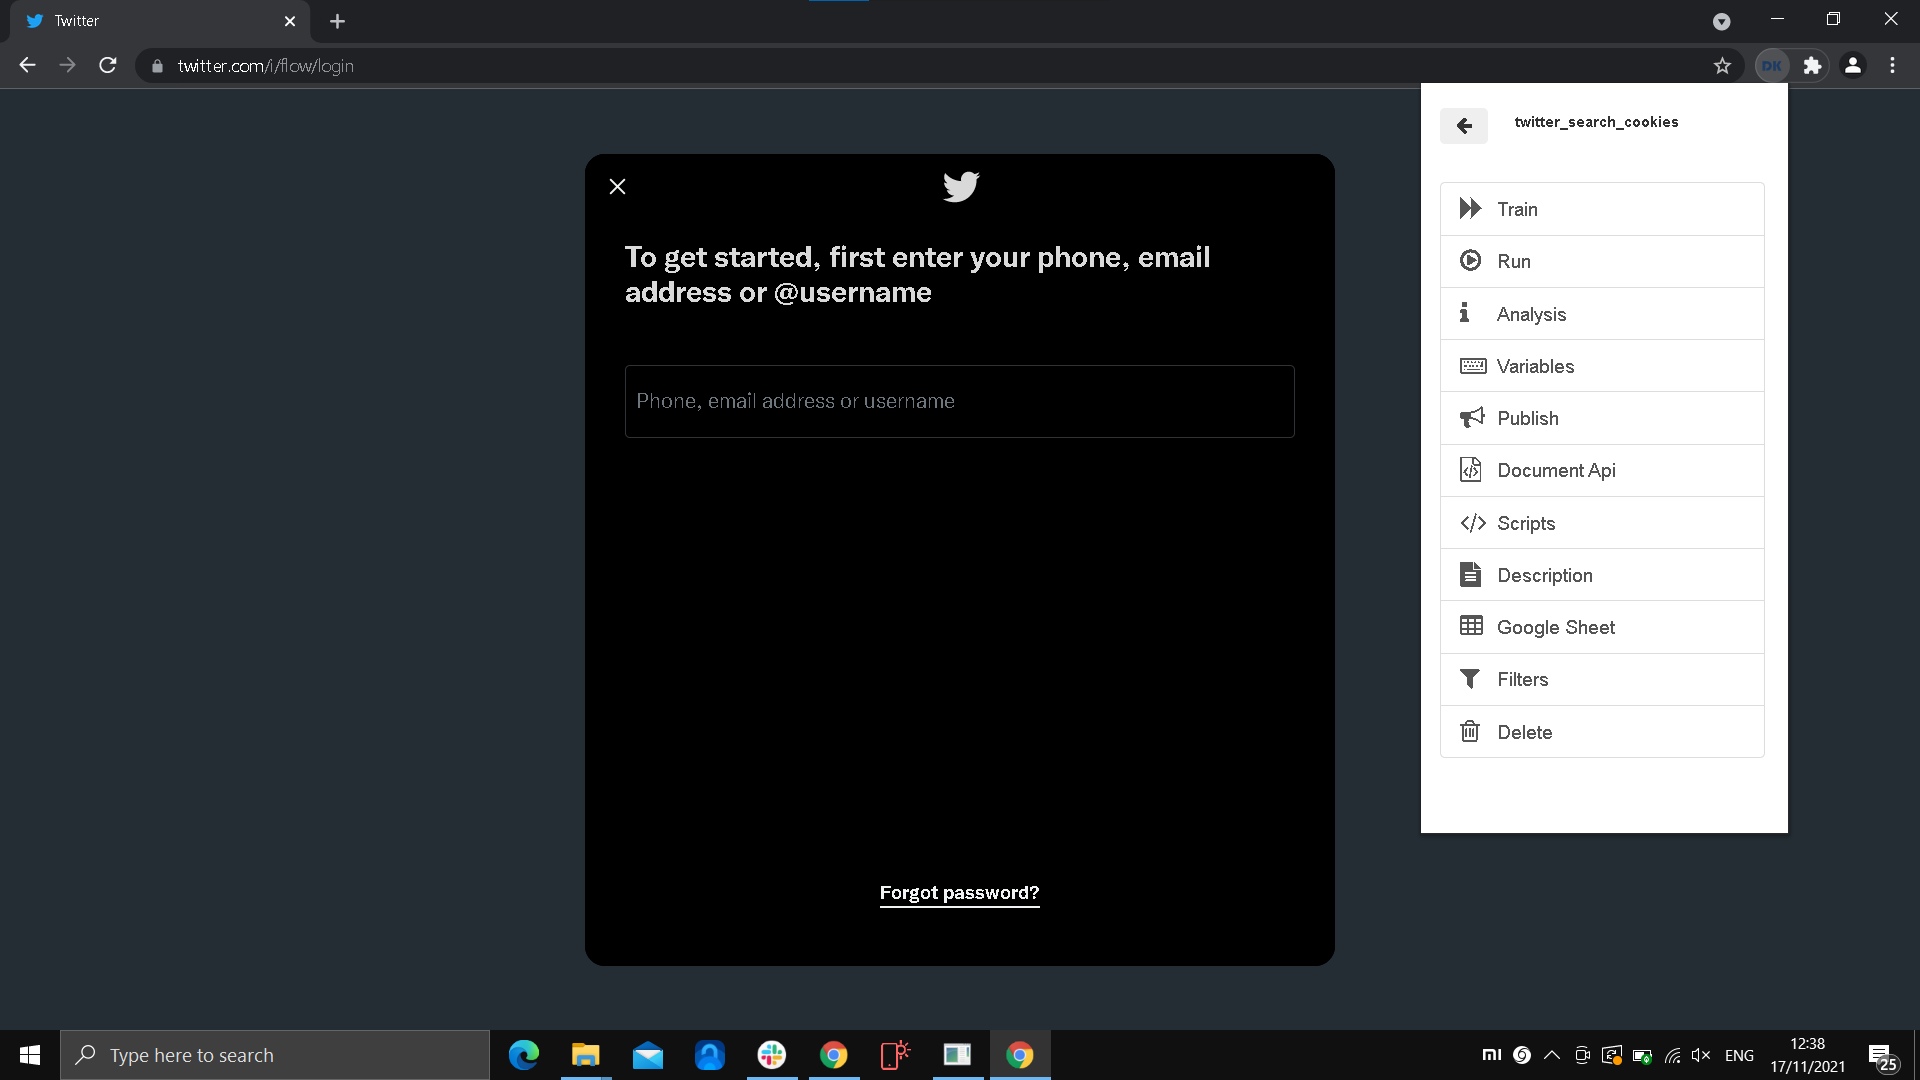 Twitter
twitter.com/i/flow/login
DK
twitter_search_cookies
To get started, first enter your phone, email
address or @username
Phone, email address or username
Forgot password?
Train
Run
Analysis
Variables
Publish
Document Api
Scripts
Description
Google Sheet
Filters
Delete
Type here to search
ENG
12:38
17/11/2021
25